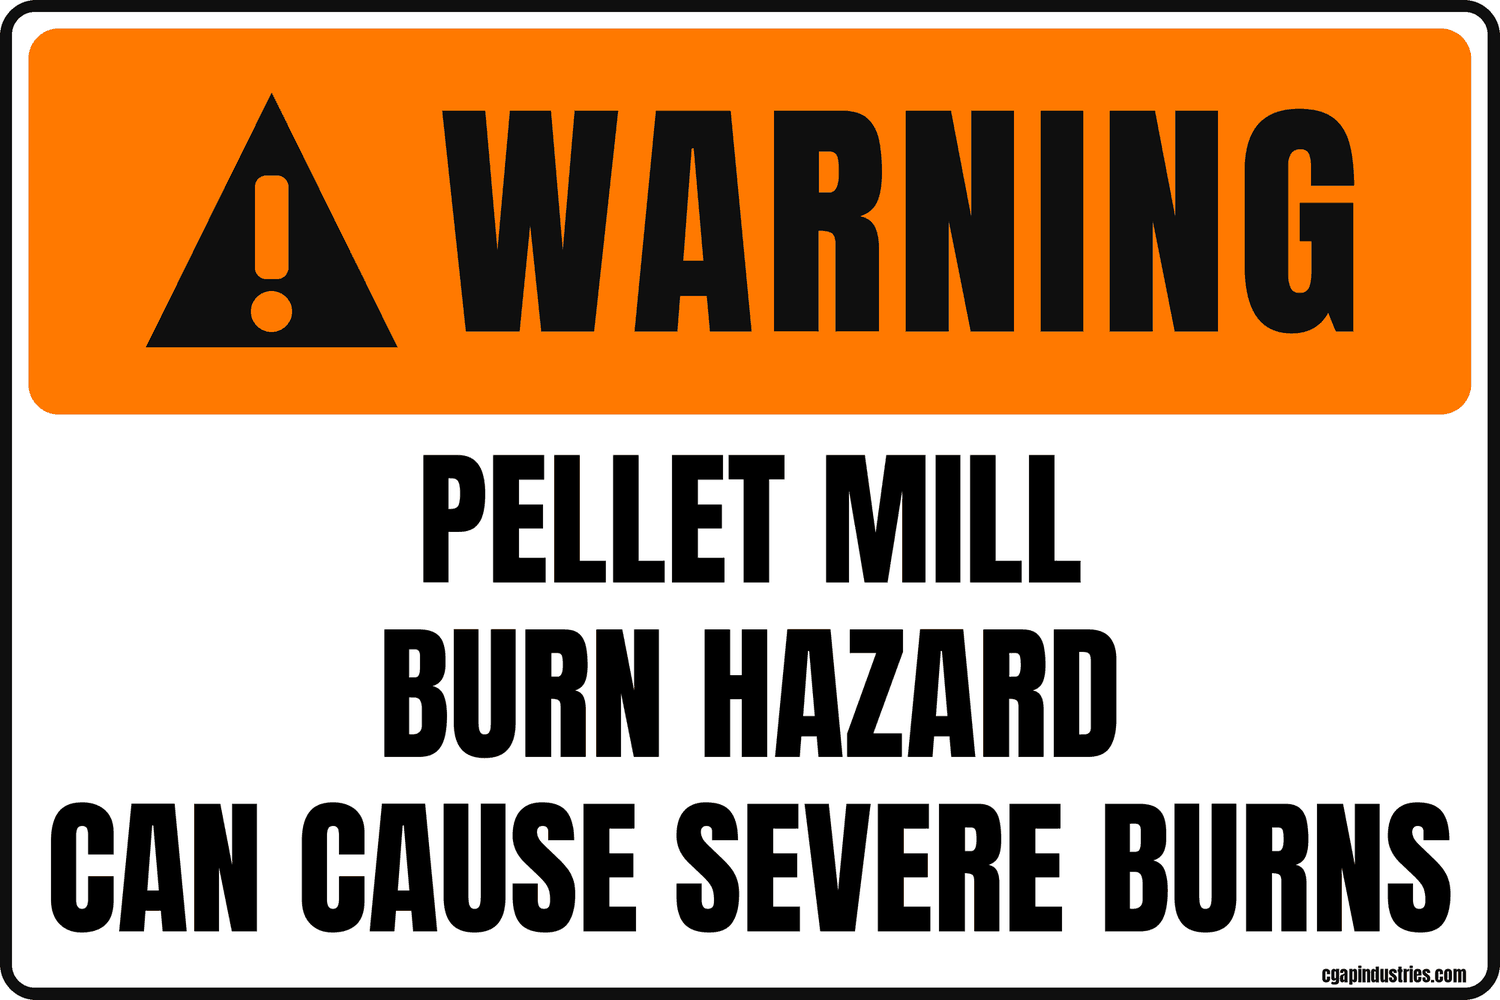 WARNING
PELLET MILL
BURN HAZARD
CAN CAUSE SEVERE BURNS
cgapindustries.com